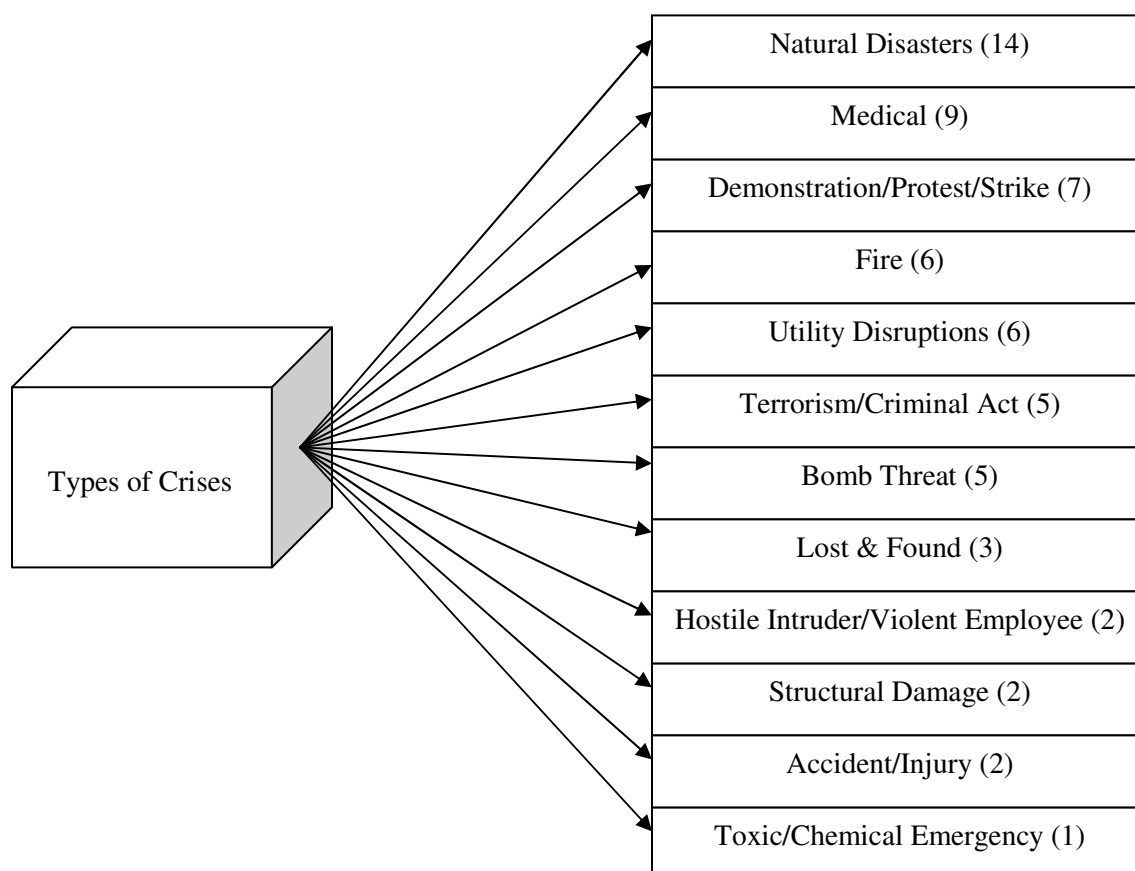 Natural Disasters (14)
Medical (9)
Demonstration/Protest/Strike (7)
Fire (6)
Utility Disruptions (6)
Terrorism/Criminal Act (5)
Bomb Threat (5)
Types of Crises
Lost & Found (3)
Hostile Intruder/Violent Employee (2)
Structural Damage (2)
Accident/Injury (2)
Toxic/Chemical Emergency (1)